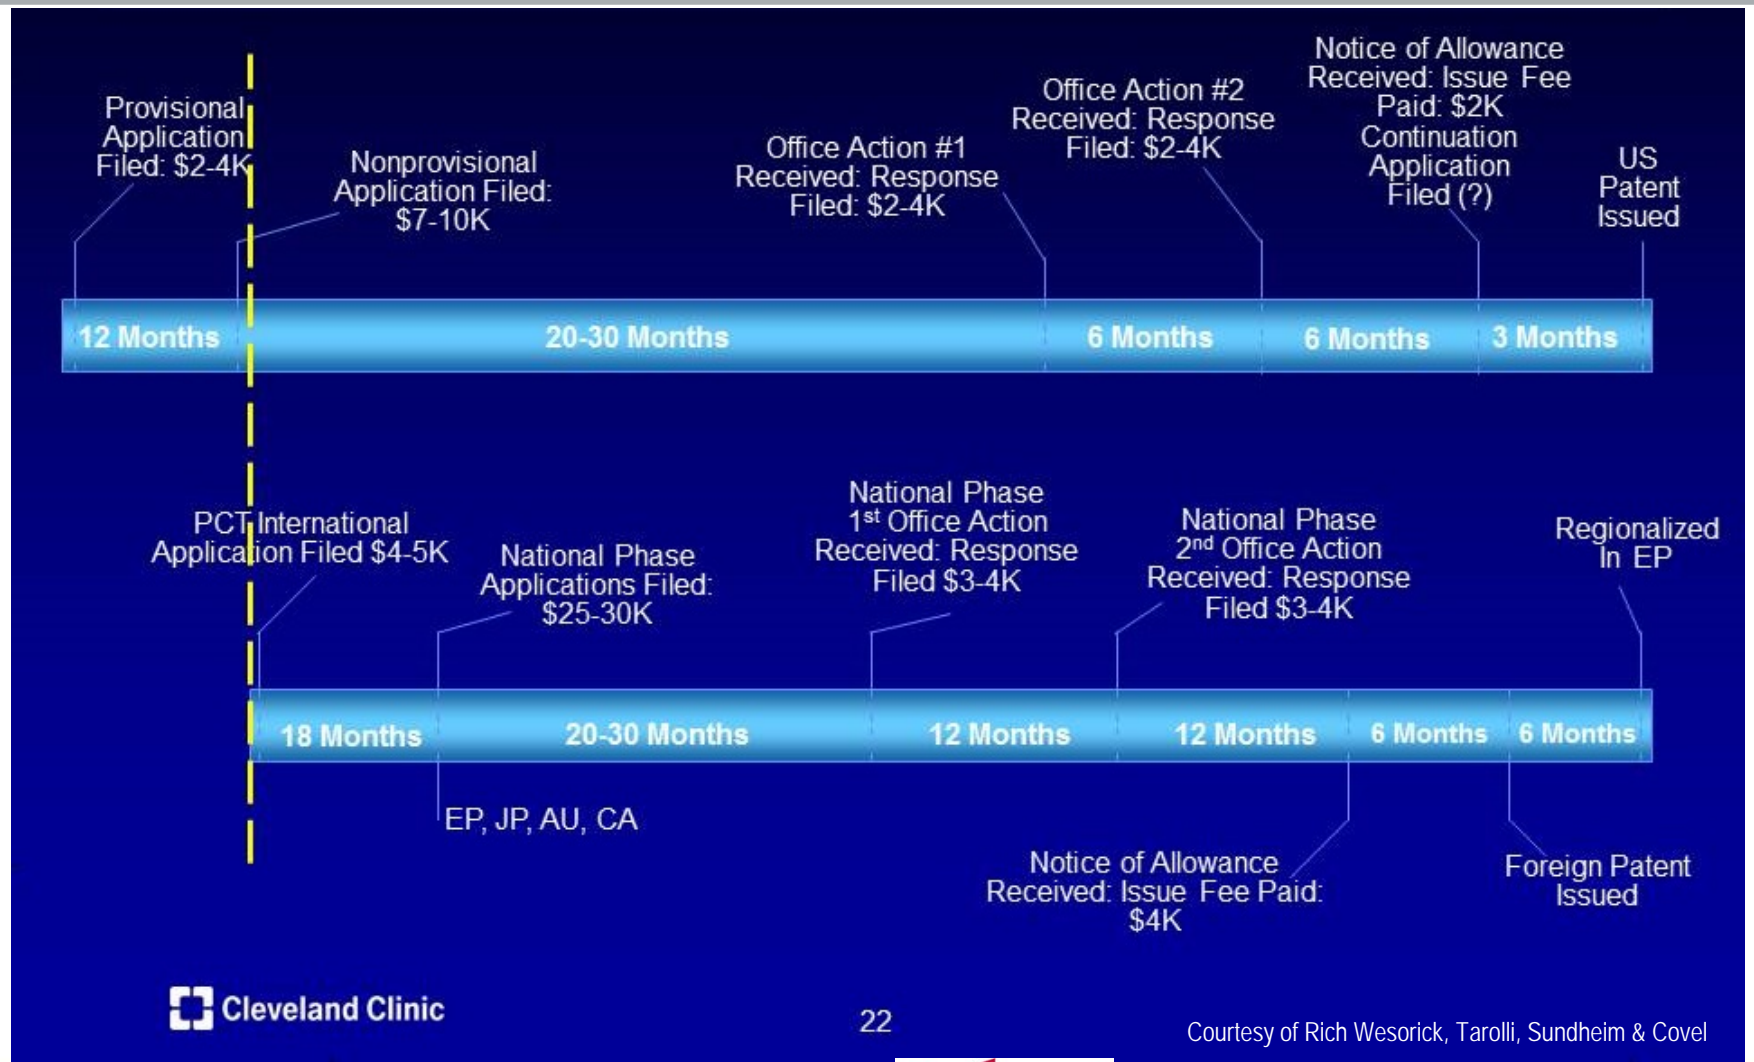 Provisional
Application
Filed: $2-4K
Nonprovisional
Application Filed:
$7-10K
Office Action #1
Received: Response
Filed: $2-4K
Office Action #2
Received: Response
Filed: $2-4K
Notice of Allowance
Received: Issue Fee
Paid: $2K
Continuation
Application
Filed (?)
US
Patent
Issued
12 Months
20-30 Months
6 Months
6 Months
3 Months
PCT International
Application Filed $4-5K
National Phase
Applications Filed:
$25-30K
National Phase
1st Office Action
Received: Response
Filed $3-4K
National Phase
2nd Office Action
Received: Response
Filed $3-4K
Regionalized
In EP
18 Months
20-30 Months
12 Months
12 Months
6 Months
6 Months
EP, JP, AU, CA
Notice of Allowance
Received: Issue Fee Paid:
$4K
Foreign Patent
Issued
Cleveland Clinic
22
Courtesy of Rich Wesorick, Tarolli, Sundheim & Covel